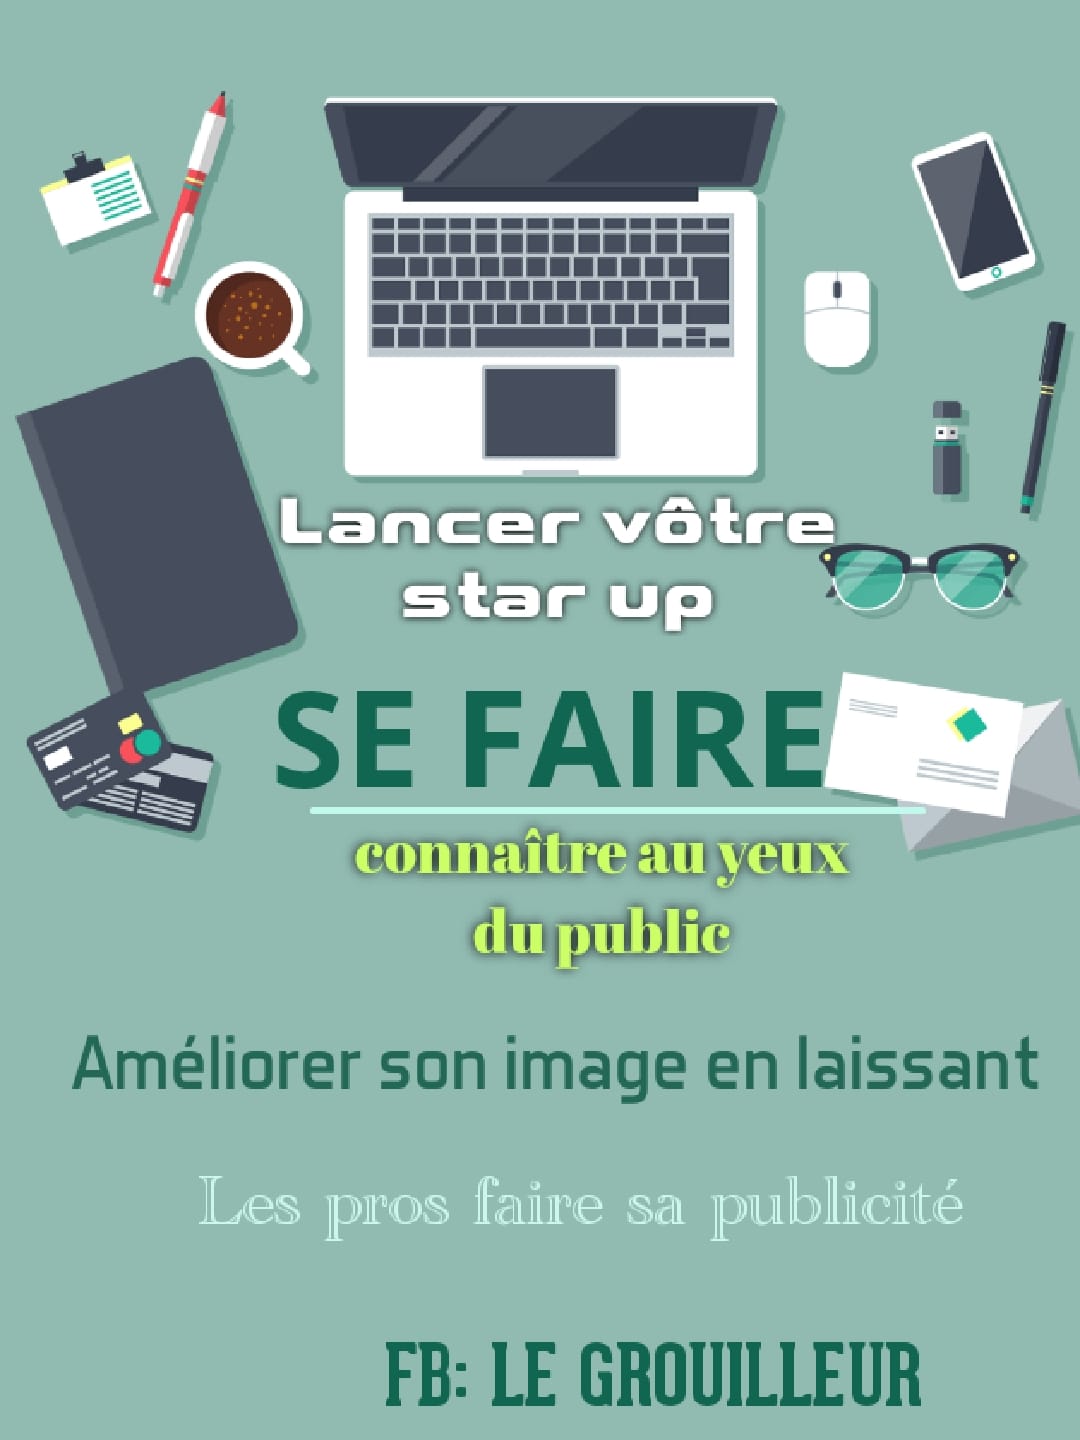 Lancer vôtre
star up
SE FAIRE
connaître au yeux
du public
Améliorer son image en laissant
Les pros faire sa publicité
FB: LE GROUILLEUR